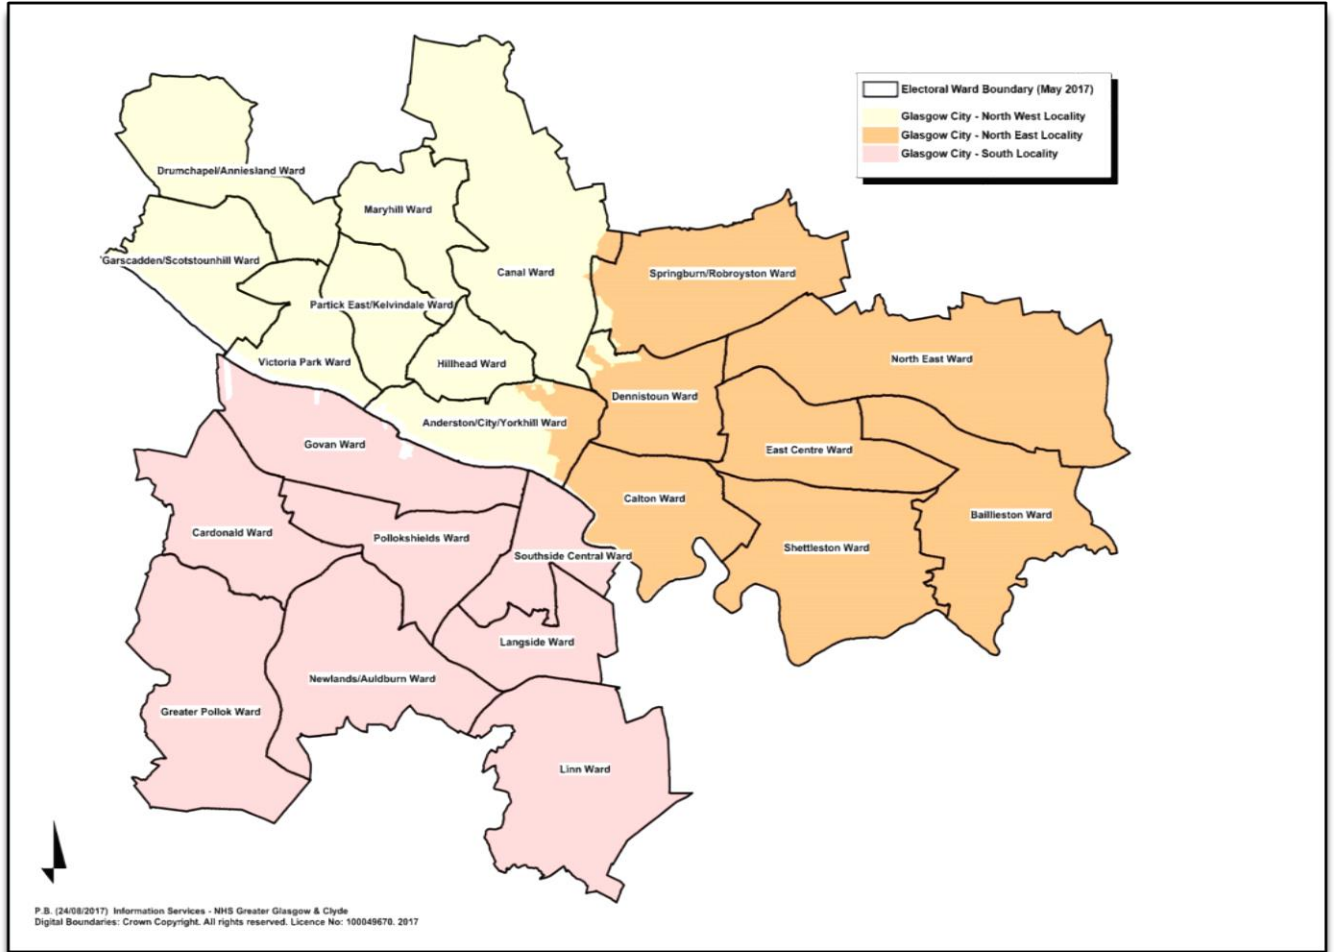 Electoral Ward Boundary (May 2017)
Glasgow City - North West Locality
Glasgow City - North East Locality
Glasgow City - South Locality
Drumchapel/Anniesland Ward
Maryhill Ward
Garscadden/Scotstounhill Ward
Canal Ward
Springburn/Robroyston Ward
Partick East/Kelvindale Ward
Victoria Park Ward
Hillhead Ward
North East Ward
Dennistoun Ward
Anderston/City/Yorkhill Ward
Govan Ward
East Centre Ward
Calton Ward
Baillieston Ward
Cardonald Ward
Pollokshields Ward
Southside Central Ward
Shettleston Ward
Langside Ward
Newlands/Auldburn Ward
Greater Pollok Ward
Linn Ward
P.B. (24/08/2017) Information Services - NHS Greater Glasgow & Clyde
Digital Boundaries: Crown Copyright. All rights reserved. Licence No: 100049670. 2017